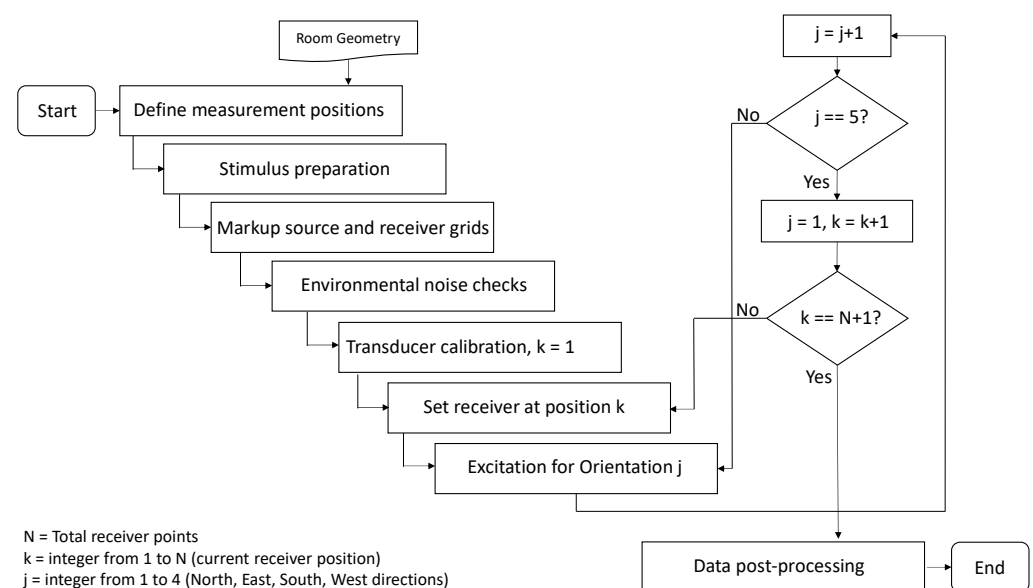 Room Geometry
Start
Define measurement positions
Stimulus preparation
Markup source and receiver grids
Environmental noise checks
Transducer calibration, k = 1
Set receiver at position k
Excitation for Orientation j
j = j+1
j == 5?
No
Yes
j = 1, k = k+1
k == N+1?
No
Yes
Data post-processing
End
N = Total receiver points
k = integer from 1 to N (current receiver position)
j = integer from 1 to 4 (North, East, South, West directions)